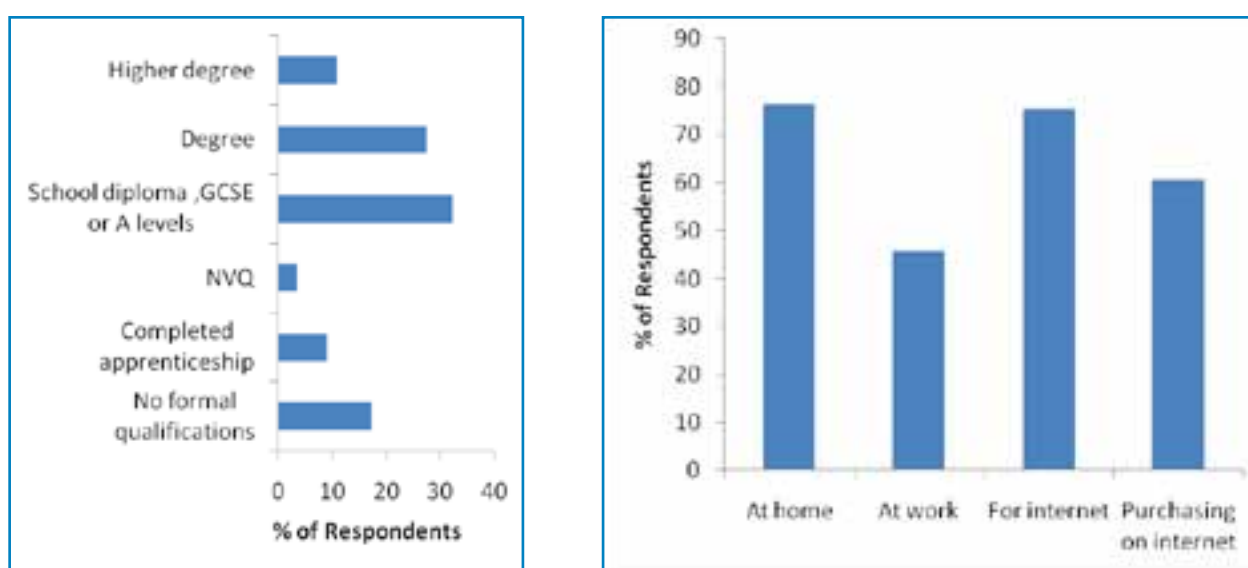 Higher degree
Degree
School diploma ,GCSE
or A levels
NVQ
Completed
apprenticeship
No formal
qualifications
0 10 20 30 40
% of Respondents
90
80
70
60
50
40
30
20
10
0
% of Respondents
At home At work For internet Purchasing
on internet